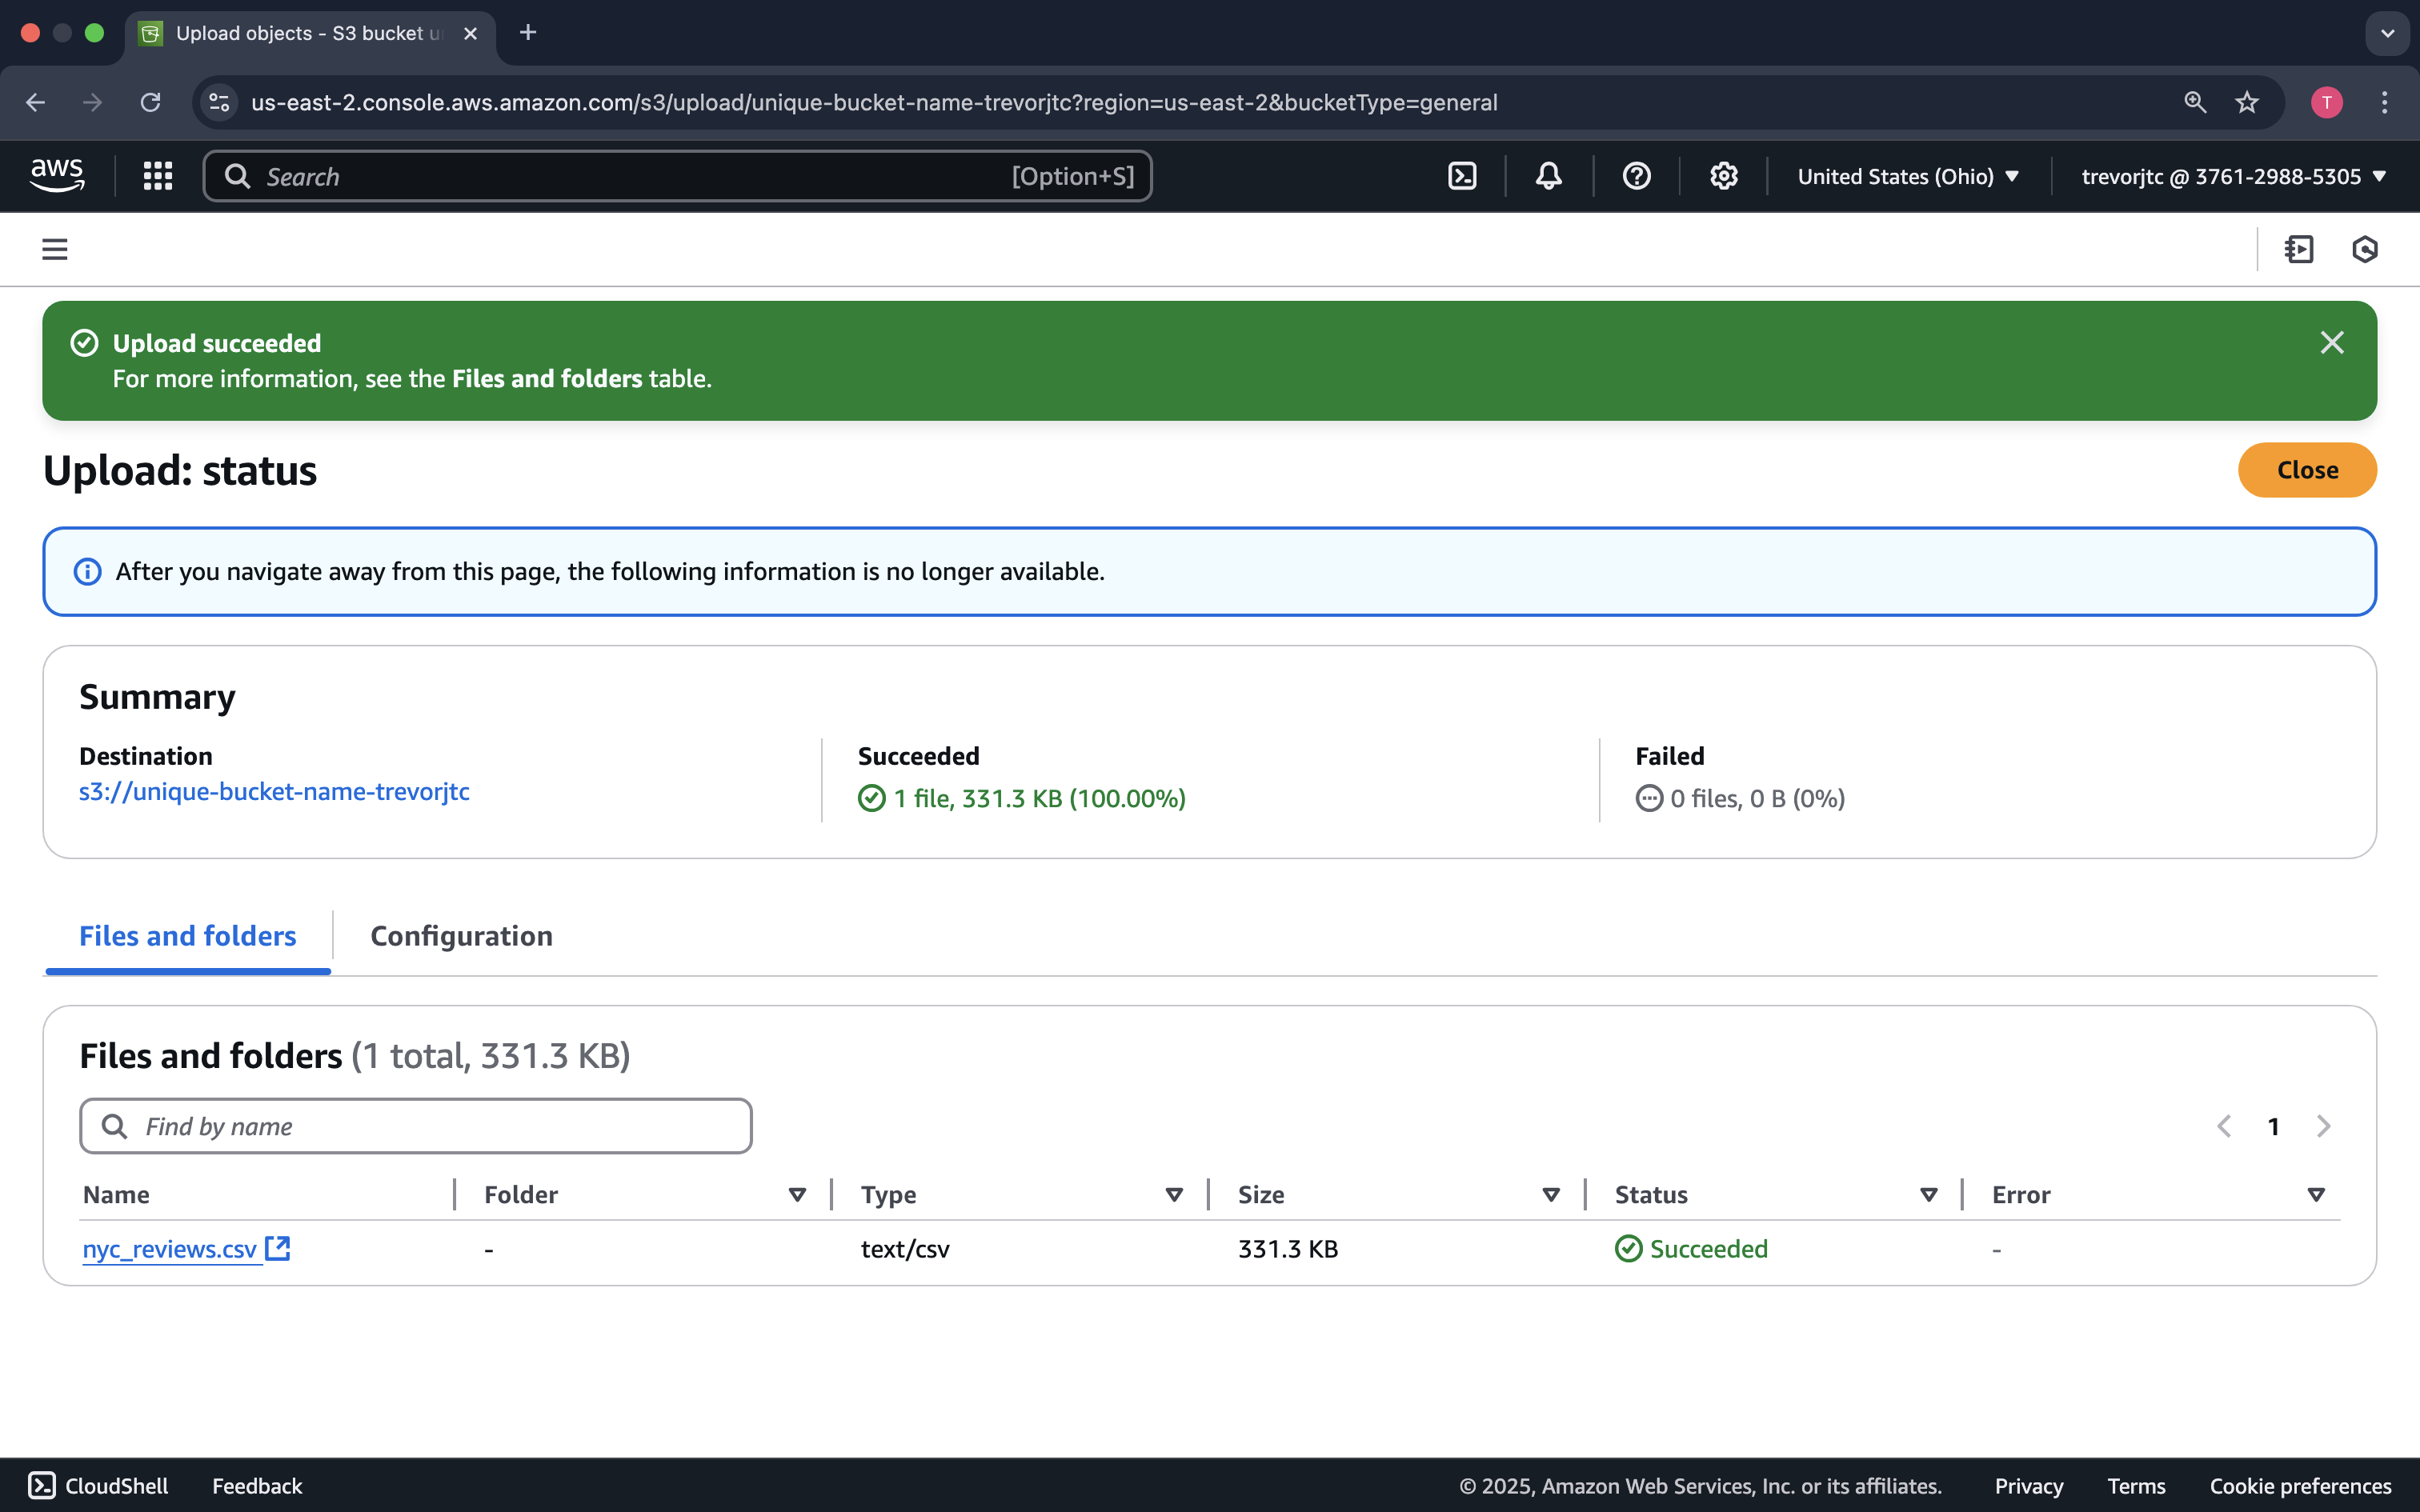 Upload objects - S3 bucket u
us-east-2.console.aws.amazon.com/s3/upload/unique-bucket-name-trevorjtc?region=us-east-2&bucketType=general
T
aws
Search
[Option+S]
United States (Ohio)
trevorjtc @ 3761-2988-5305
Upload succeeded
For more information, see the Files and folders table.
Upload: status
Close
After you navigate away from this page, the following information is no longer available.
Summary
Destination
s3://unique-bucket-name-trevorjtc
Succeeded
1 file, 331.3 KB (100.00%)
Failed
0 files, 0 B (0%)
Files and folders
Configuration
Files and folders (1 total, 331.3 KB)
Find by name
1
Name Folder Type Size Status Error
nyc_reviews.csv - text/csv 331.3 KB Succeeded -
CloudShell
Feedback
© 2025, Amazon Web Services, Inc. or its affiliates.
Privacy
Terms
Cookie preferences